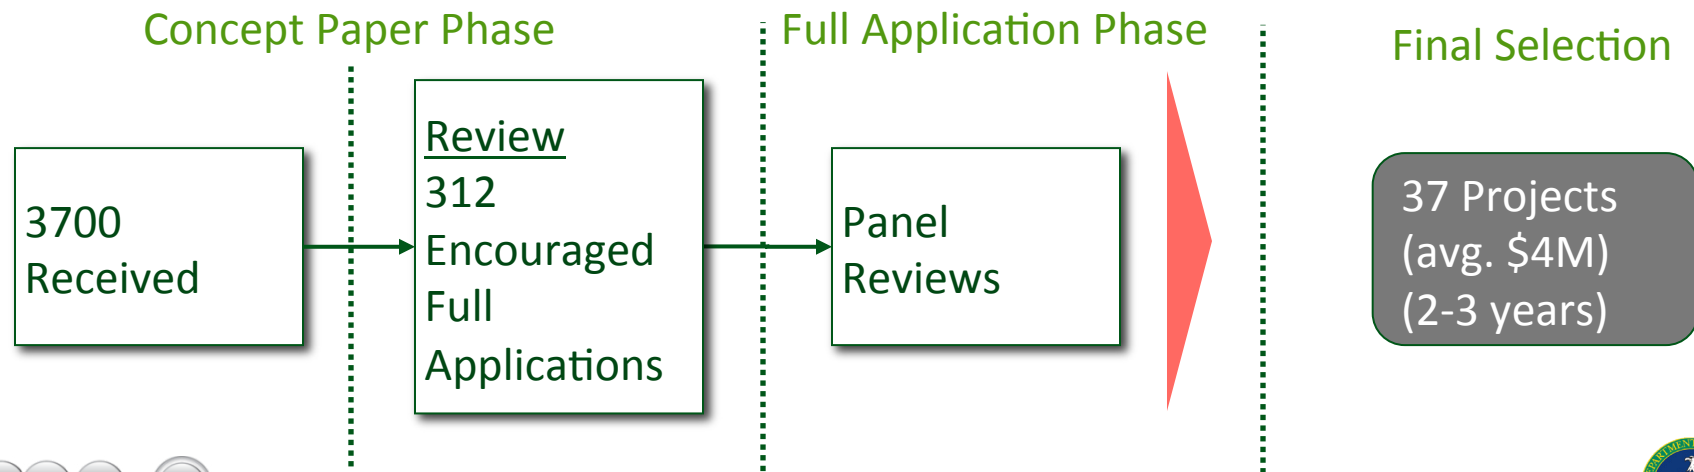 Concept Paper Phase
Full Application Phase
Final Selection
3700
Received
Review
312
Encouraged
Full
Applications
Panel
Reviews
37 Projects
(avg. $4M)
(2-3 years)